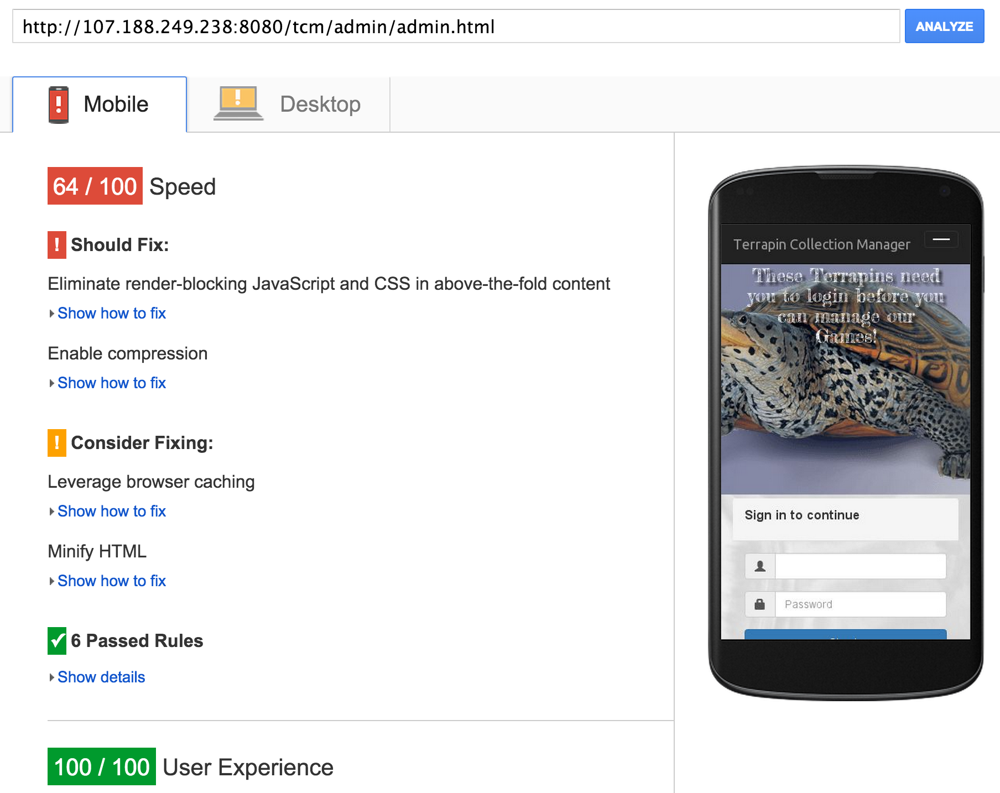 http://107.188.249.238:8080/tcm/admin/admin.html
ANALYZE
Mobile
Desktop
64 / 100 Speed
! Should Fix:
Eliminate render-blocking JavaScript and CSS in above-the-fold content
Show how to fix
Enable compression
Show how to fix
! Consider Fixing:
Leverage browser caching
Show how to fix
Minify HTML
Show how to fix
6 Passed Rules
Show details
100 / 100 User Experience
Terrapin Collection Manager
These Terrapins need
you to login before you
can manage our
Games!
Sign in to continue
Password